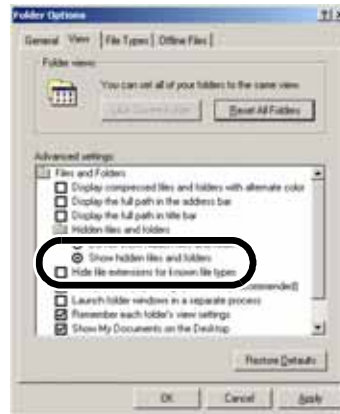 Folder Options
General View File Types Offline Files
Folder views
You can set all of your folders to the same view.
Like Current Folder Reset All Folders
Advanced settings:
Files and Folders
Display compressed files and folders with alternate color
Display the full path in the address bar
Display the full path in title bar
Hidden files and folders
Show hidden files and folders
Hide file extensions for known file types
Launch folder windows in a separate process
Remember each folder's view settings
Show My Documents on the Desktop
Restore Defaults
OK Cancel Apply